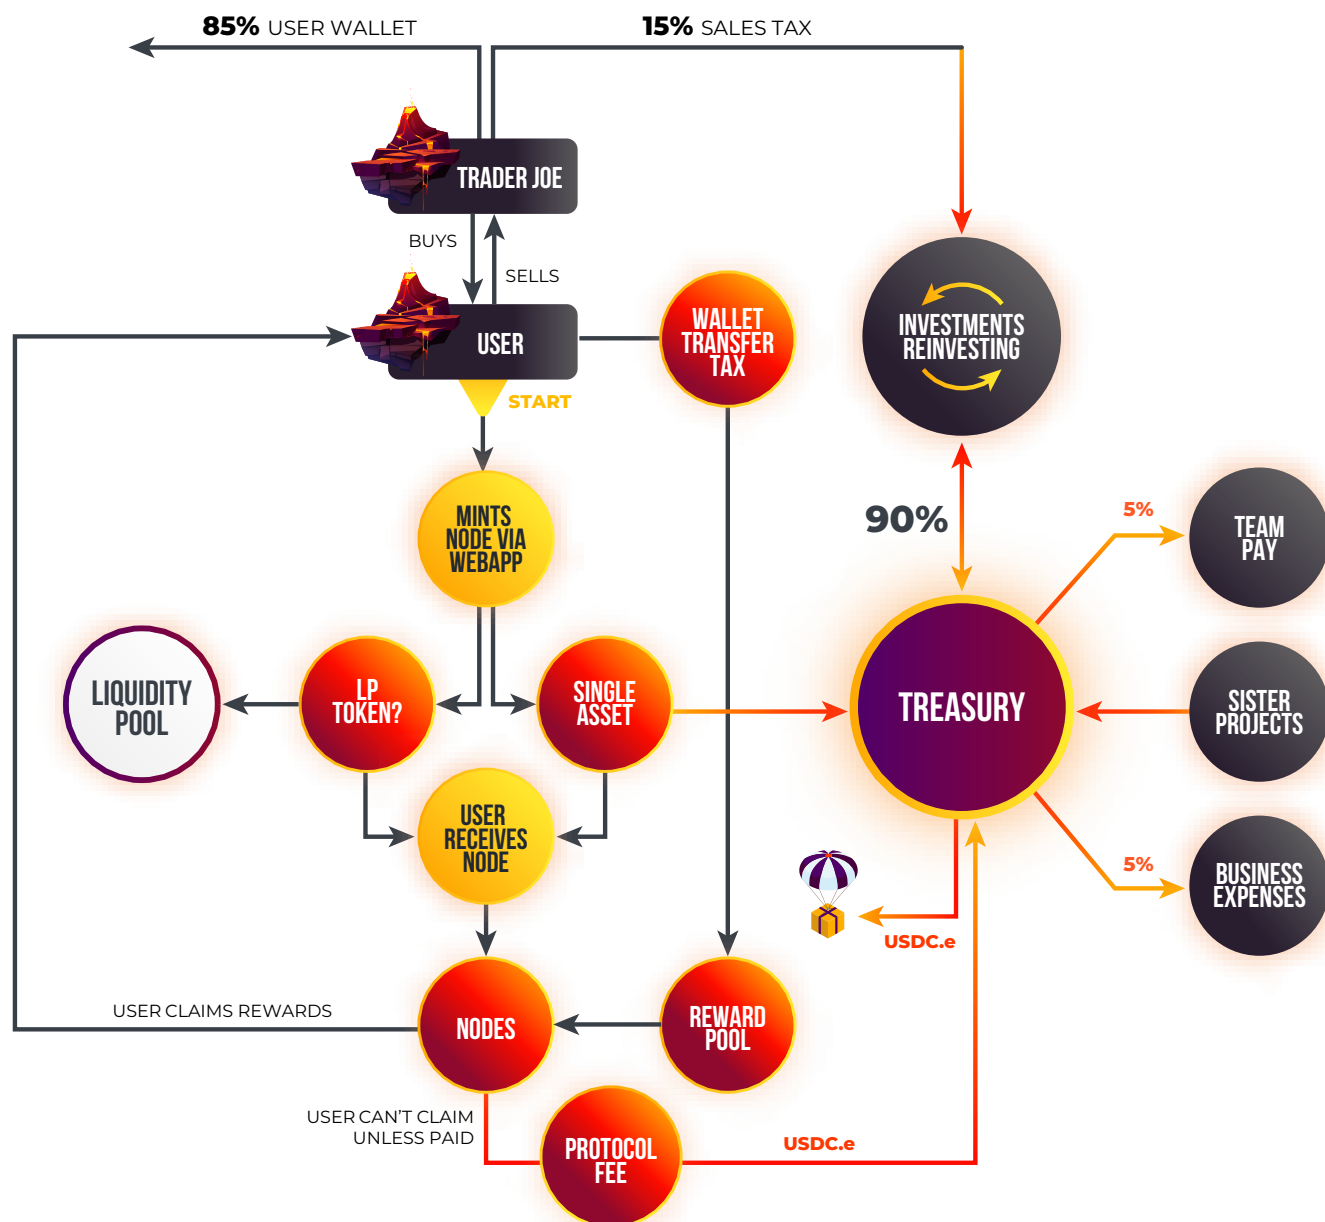 85% USER WALLET
15% SALES TAX
TRADER JOE
BUYS
SELLS
USER
START
WALLET
TRANSFER
TAX
INVESTMENTS
REINVESTING
MINTS
NODE VIA
WEBAPP
90%
5%
TEAM
PAY
LIQUIDITY
POOL
LP
TOKEN?
SINGLE
ASSET
TREASURY
SISTER
PROJECTS
USER
RECEIVES
NODE
5%
BUSINESS
EXPENSES
USDC.e
USER CLAIMS REWARDS
NODES
REWARD
POOL
USER CAN'T CLAIM
UNLESS PAID
PROTOCOL
FEE
USDC.e